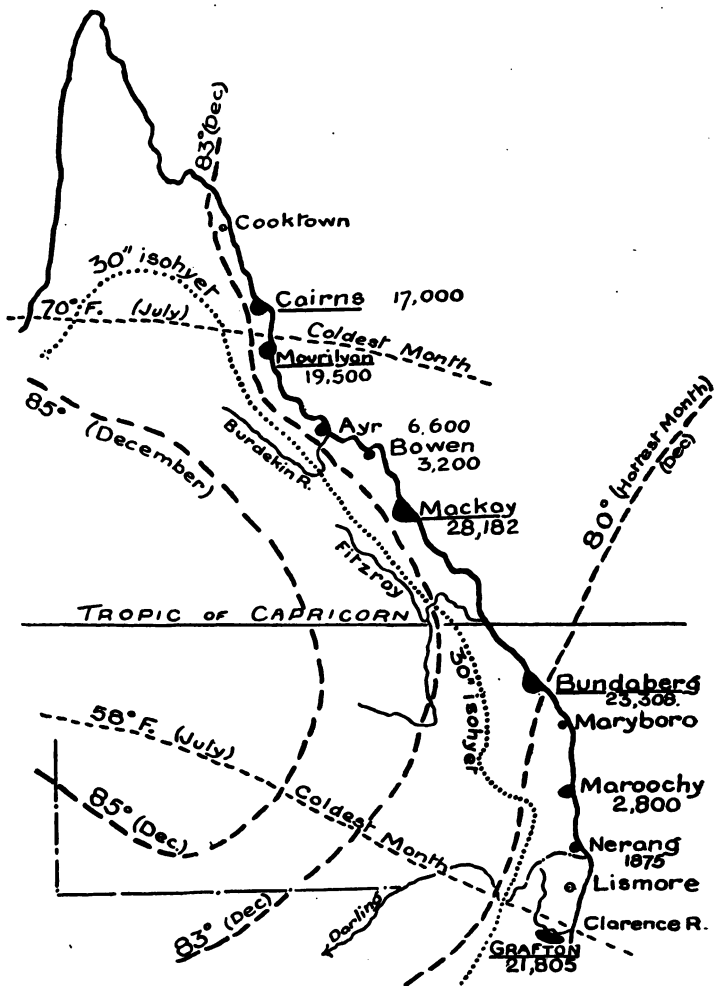 83° (Dec)
Cooktown
30" isohyet
Cairns 17,000
70° F. (July)
Coldest Month
Mourilyan
19,500
85° (December)
Ayr 6,600
Burdekin R.
Bowen
3,200
80° (Hottest Month)
(Dec)
Mackay
28,182
Fitzroy
TROPIC OF CAPRICORN
30" isohyet
Bundaberg
23,308.
58° F. (July)
Maryboro
Coldest Month
85° (Dec.)
Maroochy
2,800
Nerang
1875
Lismore
83° (Dec)
Darling
Clarence R.
GRAFTON
21,805